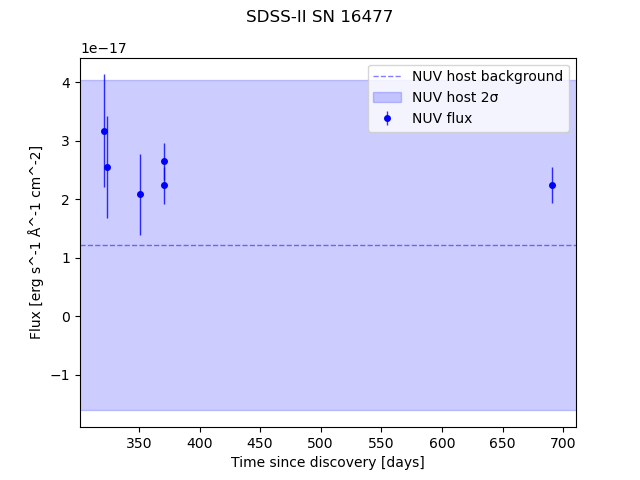 SDSS-II SN 16477
1e−17
NUV host background
NUV host 2σ
NUV flux
4
3
2
1
0
−1
Flux [erg s^-1 Å^-1 cm^-2]
350 400 450 500 550 600 650 700
Time since discovery [days]